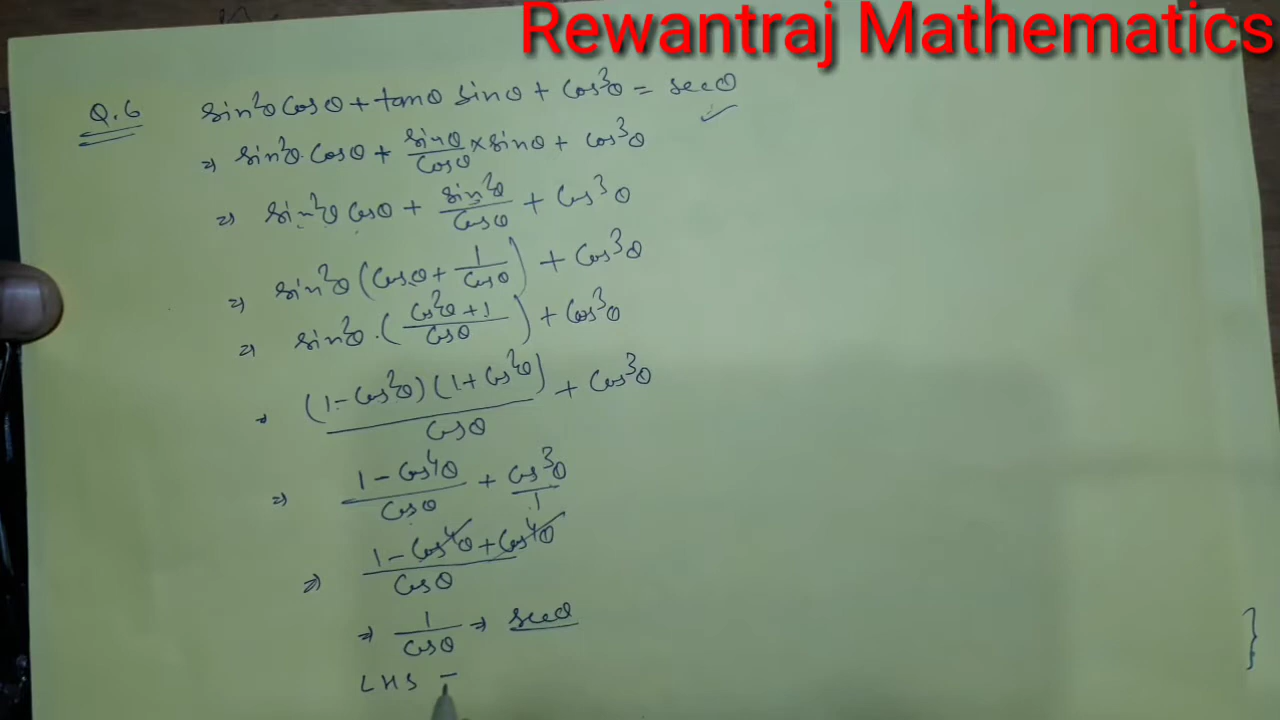 Rewantraj Mathematics
Q.6 sin²θ cosθ + tanθ sinθ + cos³θ = secθ ✓
⇒ sin²θ. cosθ + sinθ/cosθ × sinθ + cos³θ
⇒ sin²θ cosθ + sin²θ/cosθ + cos³θ
⇒ sin²θ (cosθ + 1/cosθ) + cos³θ
⇒ sin²θ . (cos²θ + 1/cosθ) + cos³θ
⇒ (1 - cos²θ) (1 + cos²θ)/cosθ + cos³θ
⇒ 1 - cos⁴θ/cosθ + cos³θ/1
⇒ 1 - cos⁴θ + cos⁴θ/cosθ
⇒ 1/cosθ ⇒ secθ
LHS =